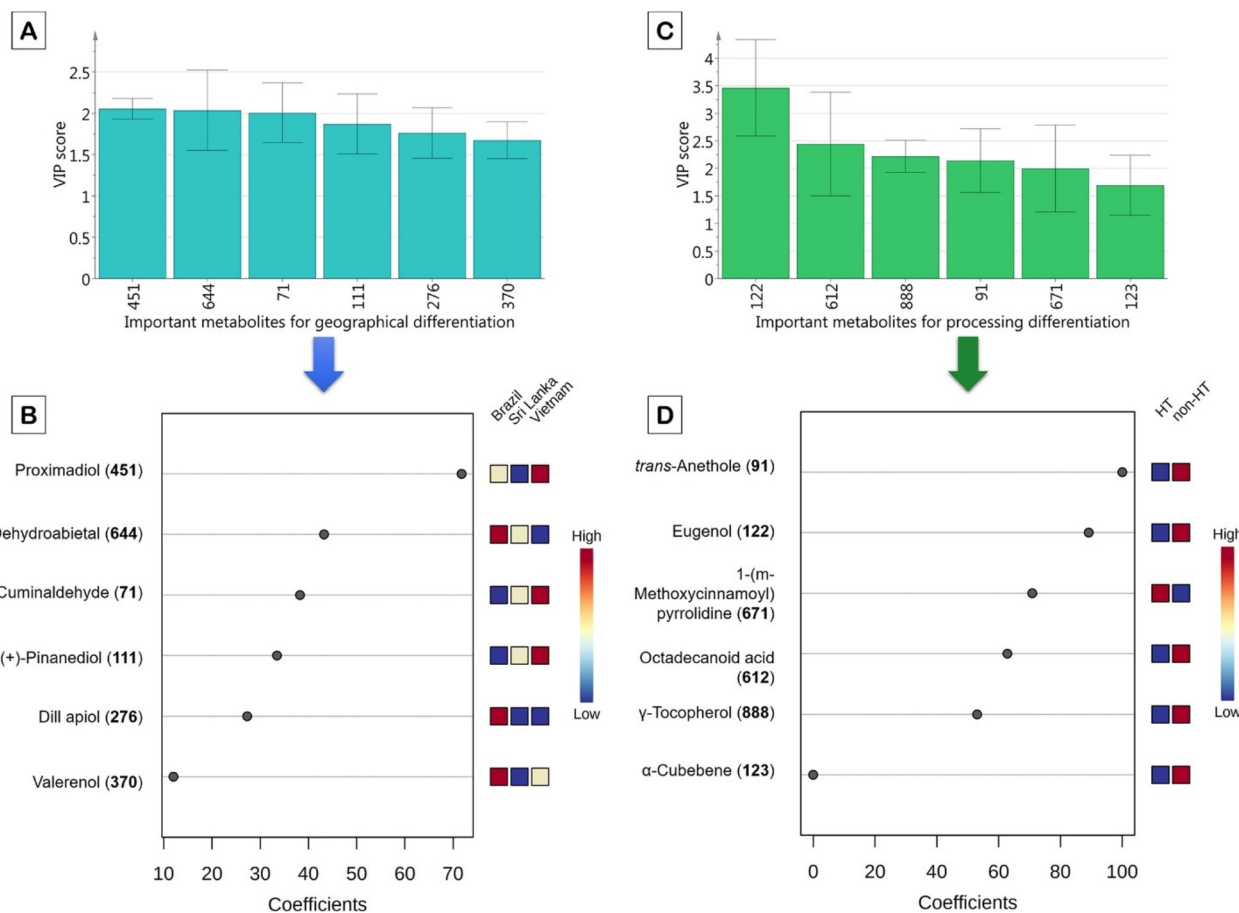 A
2.5
2
1.5
1
0.5
0
VIP score
451 644 71 111 276 370
Important metabolites for geographical differentiation
C
4
3.5
3
2.5
2
1.5
1
0.5
0
VIP score
122 612 888 91 671 123
Important metabolites for processing differentiation
B
Brazil
Sri Lanka
Vietnam
Proximadiol (451)
Dehydroabietal (644)
Cuminaldehyde (71)
(+)-Pinanediol (111)
Dill apiol (276)
Valerenol (370)
High
Low
10 20 30 40 50 60 70
Coefficients
D
HT
non-HT
trans-Anethole (91)
Eugenol (122)
1-(m-
Methoxycinnamoyl)
pyrrolidine (671)
Octadecanoid acid
(612)
γ-Tocopherol (888)
α-Cubebene (123)
High
Low
0 20 40 60 80 100
Coefficients